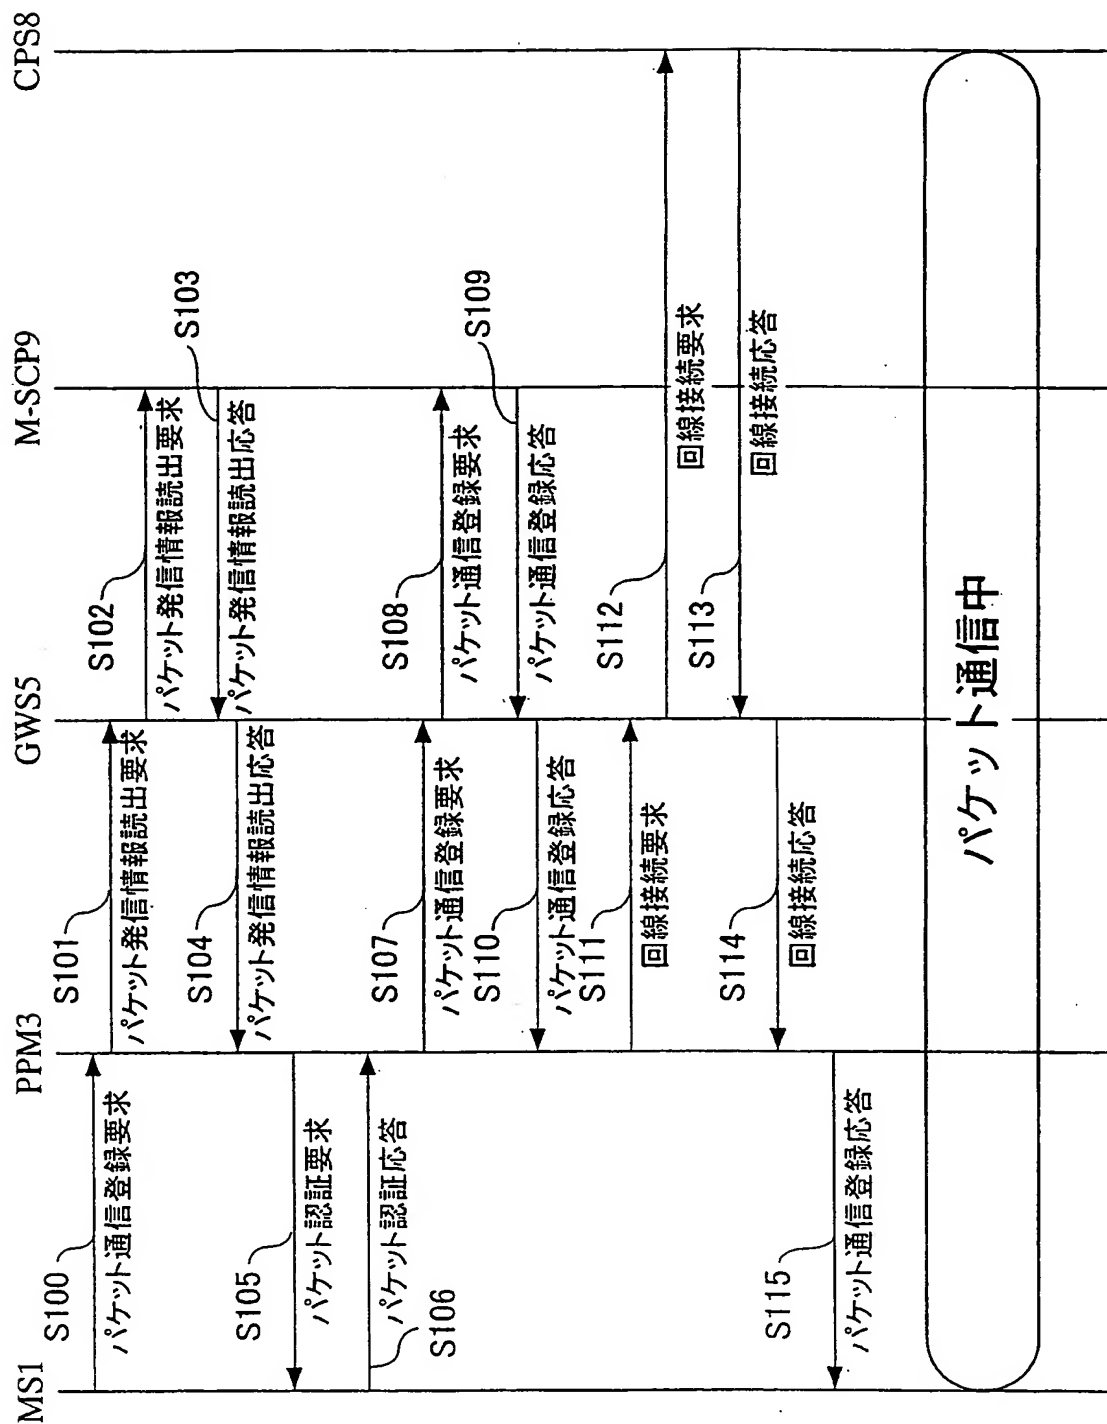 MS1
PPM3
GWS5
M-SCP9
CPS8
S100
パケット通信登録要求
S101
パケット発信情報読出要求
S102
パケット発信情報読出要求
S103
パケット発信情報読出応答
S104
パケット発信情報読出応答
S105
パケット認証要求
パケット認証応答
S106
S107
パケット通信登録要求
S108
パケット通信登録要求
S109
パケット通信登録応答
S110
パケット通信登録応答
S111
回線接続要求
S112
回線接続要求
S113
回線接続応答
S114
回線接続応答
S115
パケット通信登録応答
パケット通信中